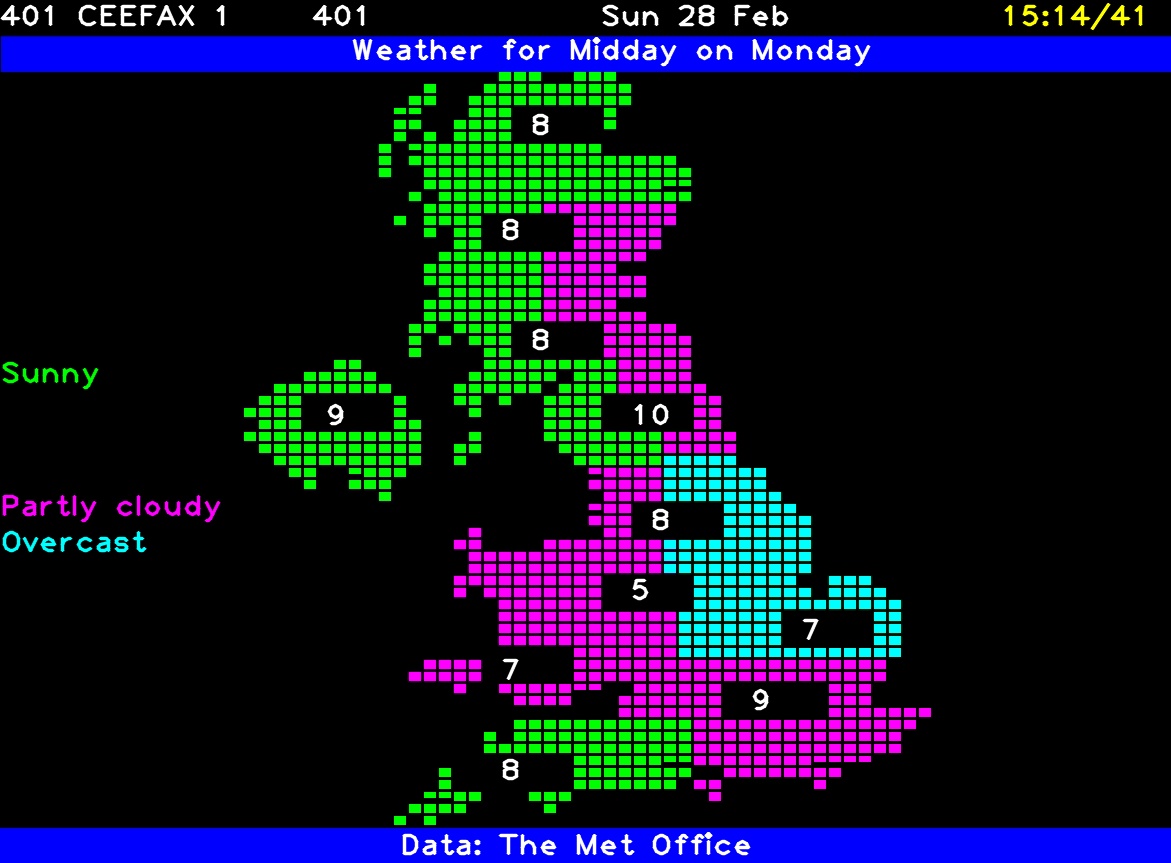 401 CEEFAX 1 401 Sun 28 Feb 15:14/41
Weather for Midday on Monday
8
8
8
Sunny
9 10
Partly cloudy
8
Overcast
5
7
7
9
8
Data: The Met Office